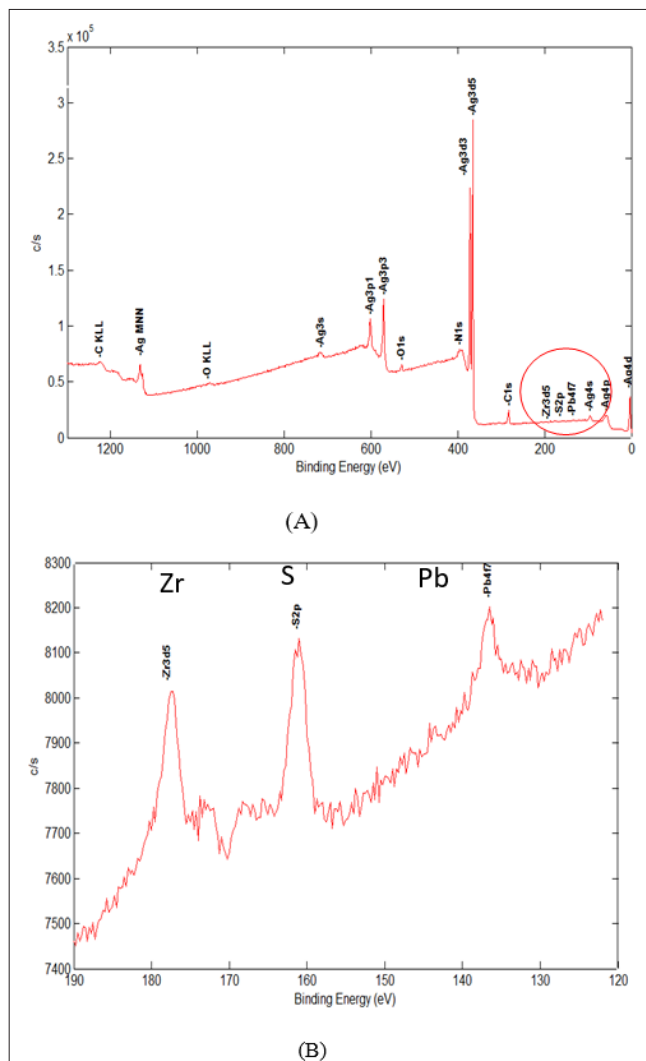 3.5 x 10^5
3
2.5
2
1.5
1
0.5
0
c/s
-C KLL
-Ag MNN
-O KLL
-Ag3s
-Ag3p1
-Ag3p3
-O1s
-N1s
-Ag3d3
-Ag3d5
-C1s
-Zr3d5
-S2p
-Pb4f7
-Ag4s
-Ag4p
-Ag4d
1200 1000 800 600 400 200 0
Binding Energy (eV)
(A)
8300
8200
8100
8000
7900
7800
7700
7600
7500
7400
c/s
Zr S Pb
-Zr3d5
-S2p
-Pb4f7
190 180 170 160 150 140 130 120
Binding Energy (eV)
(B)